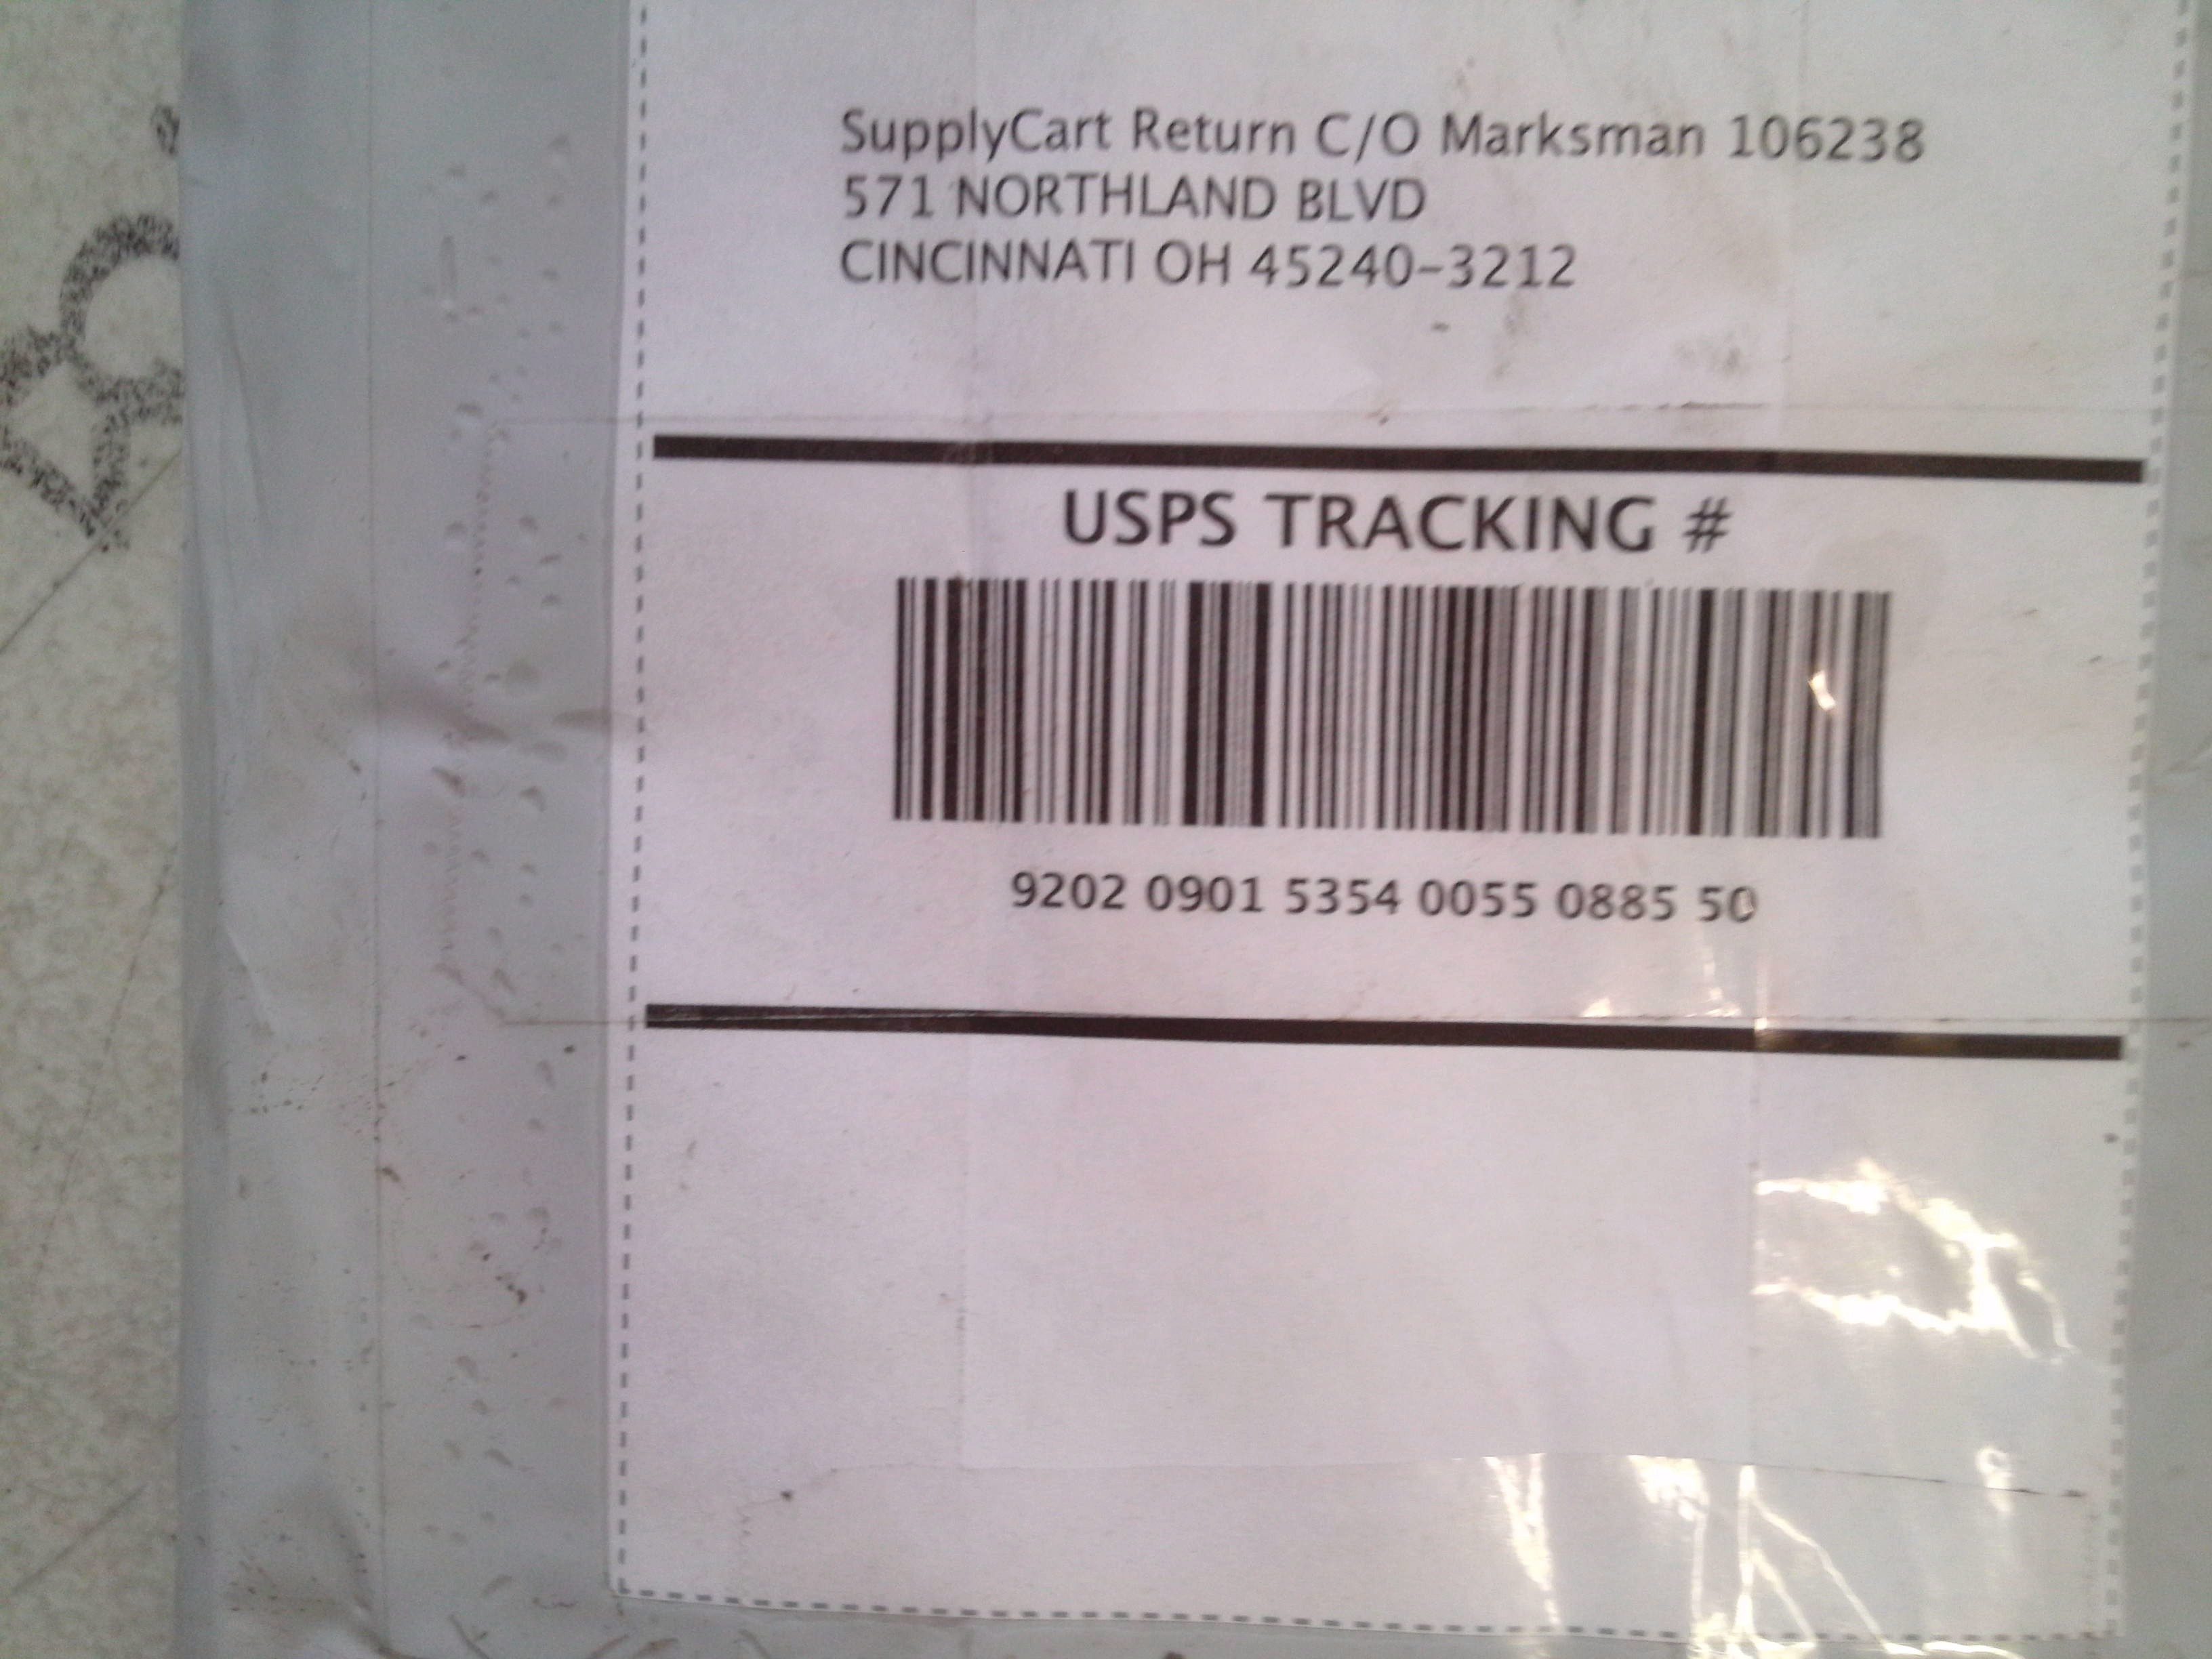 SupplyCart Return C/O Marksman 106238
571 NORTHLAND BLVD
CINCINNATI OH 45240-3212
USPS TRACKING #
9202 0901 5354 0055 0885 50